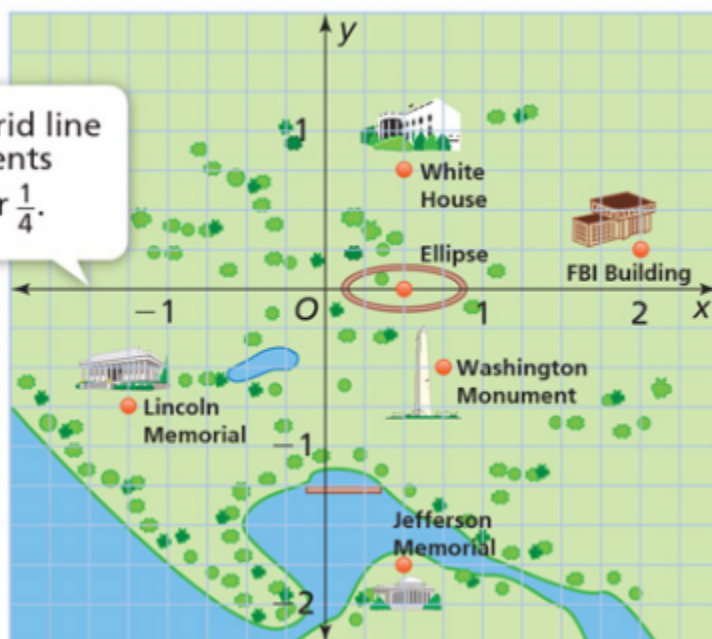 y
rid line
ents
r 1/4.
1
White
House
Ellipse
FBI Building
−1
O
1
2
x
Washington
Monument
Lincoln
Memorial
−1
Jefferson
Memorial
−2